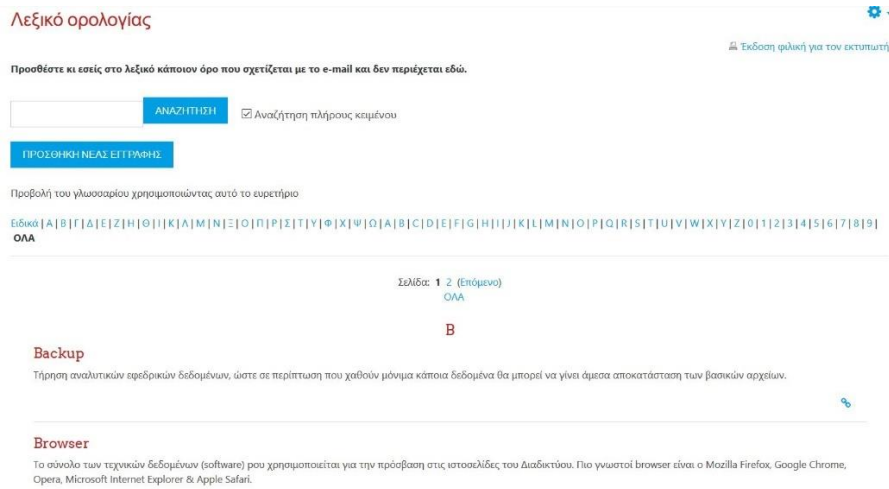 Λεξικό ορολογίας
Έκδοση φιλική για τον εκτυπωτή
Προσθέστε κι εσείς στο λεξικό κάποιον όρο που σχετίζεται με το e-mail και δεν περιέχεται εδώ.
ΑΝΑΖΗΤΗΣΗ Αναζήτηση πλήρους κειμένου
ΠΡΟΣΘΗΚΗ ΝΕΑΣ ΕΓΓΡΑΦΗΣ
Προβολή του γλωσσαρίου χρησιμοποιώντας αυτό το ευρετήριο
Ειδικά | Α | Β | Γ | Δ | Ε | Ζ | Η | Θ | Ι | Κ | Λ | Μ | Ν | Ξ | Ο | Π | Ρ | Σ | Τ | Υ | Φ | Χ | Ψ | Ω | A | B | C | D | E | F | G | H | I | J | K | L | M | N | O | P | Q | R | S | T | U | V | W | X | Y | Z | 0 | 1 | 2 | 3 | 4 | 5 | 6 | 7 | 8 | 9 |
ΟΛΑ
Σελίδα: 1 2 (Επόμενο)
ΟΛΑ
B
Backup
Τήρηση αναλυτικών εφεδρικών δεδομένων, ώστε σε περίπτωση που χαθούν μόνιμα κάποια δεδομένα θα μπορεί να γίνει άμεσα αποκατάσταση των βασικών αρχείων.
Browser
Το σύνολο των τεχνικών δεδομένων (software) ρου χρησιμοποιείται για την πρόσβαση στις ιστοσελίδες του Διαδικτύου. Πιο γνωστοί browser είναι ο Mozilla Firefox, Google Chrome,
Opera, Microsoft Internet Explorer & Apple Safari.